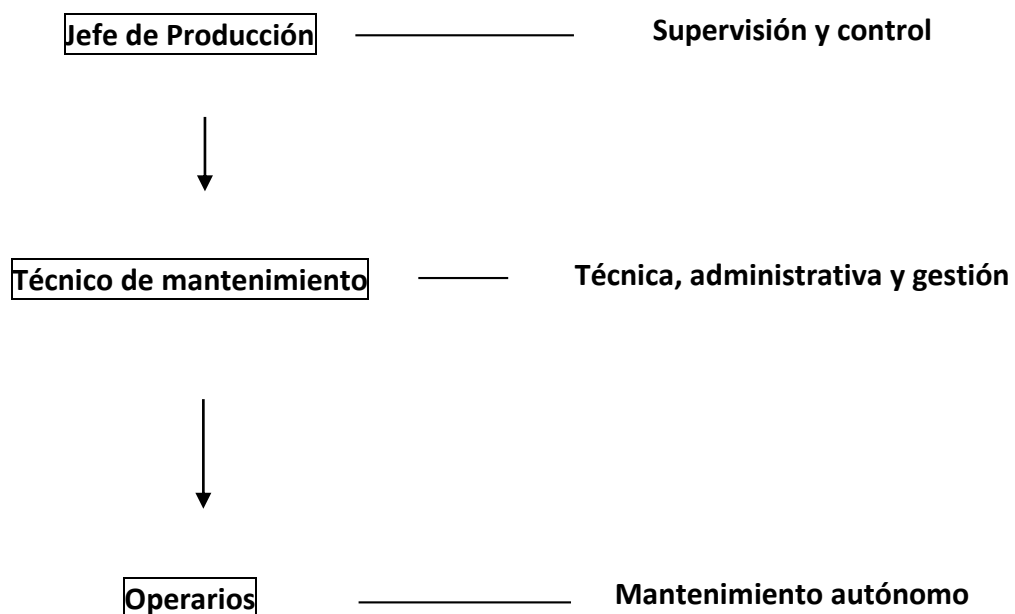 Jefe de Producción
Supervisión y control
Técnico de mantenimiento
Técnica, administrativa y gestión
Operarios
Mantenimiento autónomo